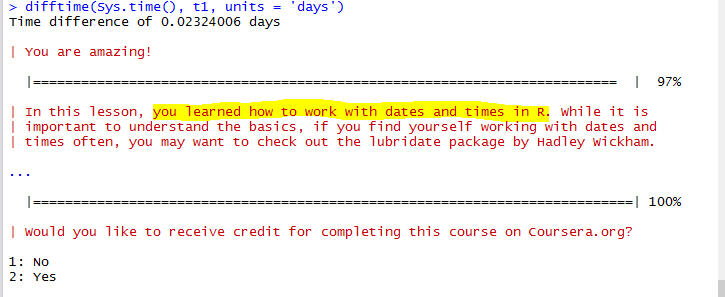 > difftime(Sys.time(), t1, units = 'days')
Time difference of 0.02324006 days
| You are amazing!
|========================================================================= | 97%
| In this lesson, you learned how to work with dates and times in R. While it is
| important to understand the basics, if you find yourself working with dates and
| times often, you may want to check out the lubridate package by Hadley Wickham.
...
|===========================================================================| 100%
| Would you like to receive credit for completing this course on Coursera.org?
1: No
2: Yes